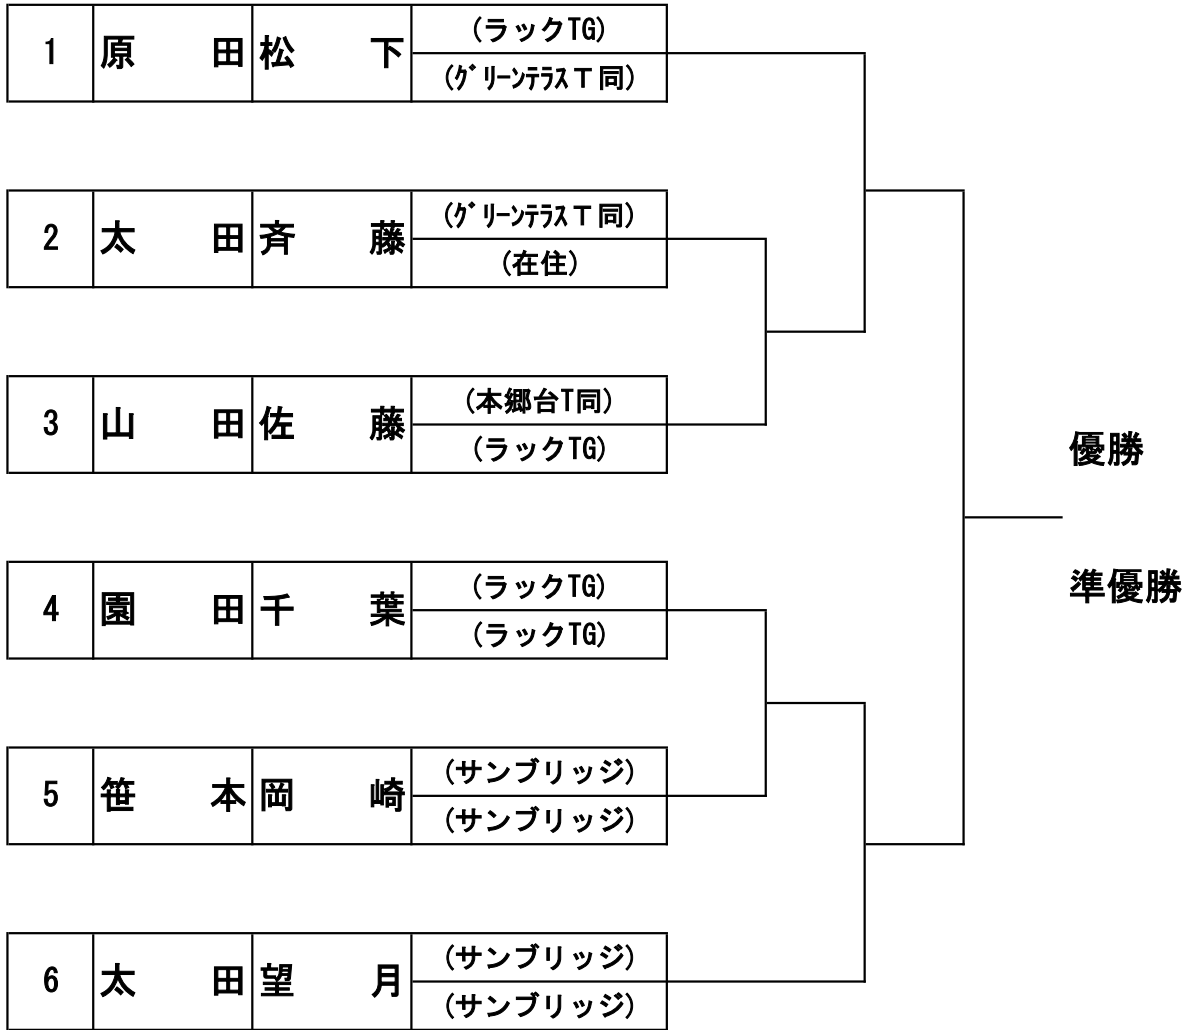 1 原田 松下 (ラックTG)
(ｸﾞﾘｰﾝﾃﾗｽＴ同)
2 太田 斉藤 (ｸﾞﾘｰﾝﾃﾗｽＴ同)
(在住)
3 山田 佐藤 (本郷台T同)
(ラックTG)
優勝
4 園田 千葉 (ラックTG)
(ラックTG)
準優勝
5 笹本 岡崎 (サンブリッジ)
(サンブリッジ)
6 太田 望月 (サンブリッジ)
(サンブリッジ)